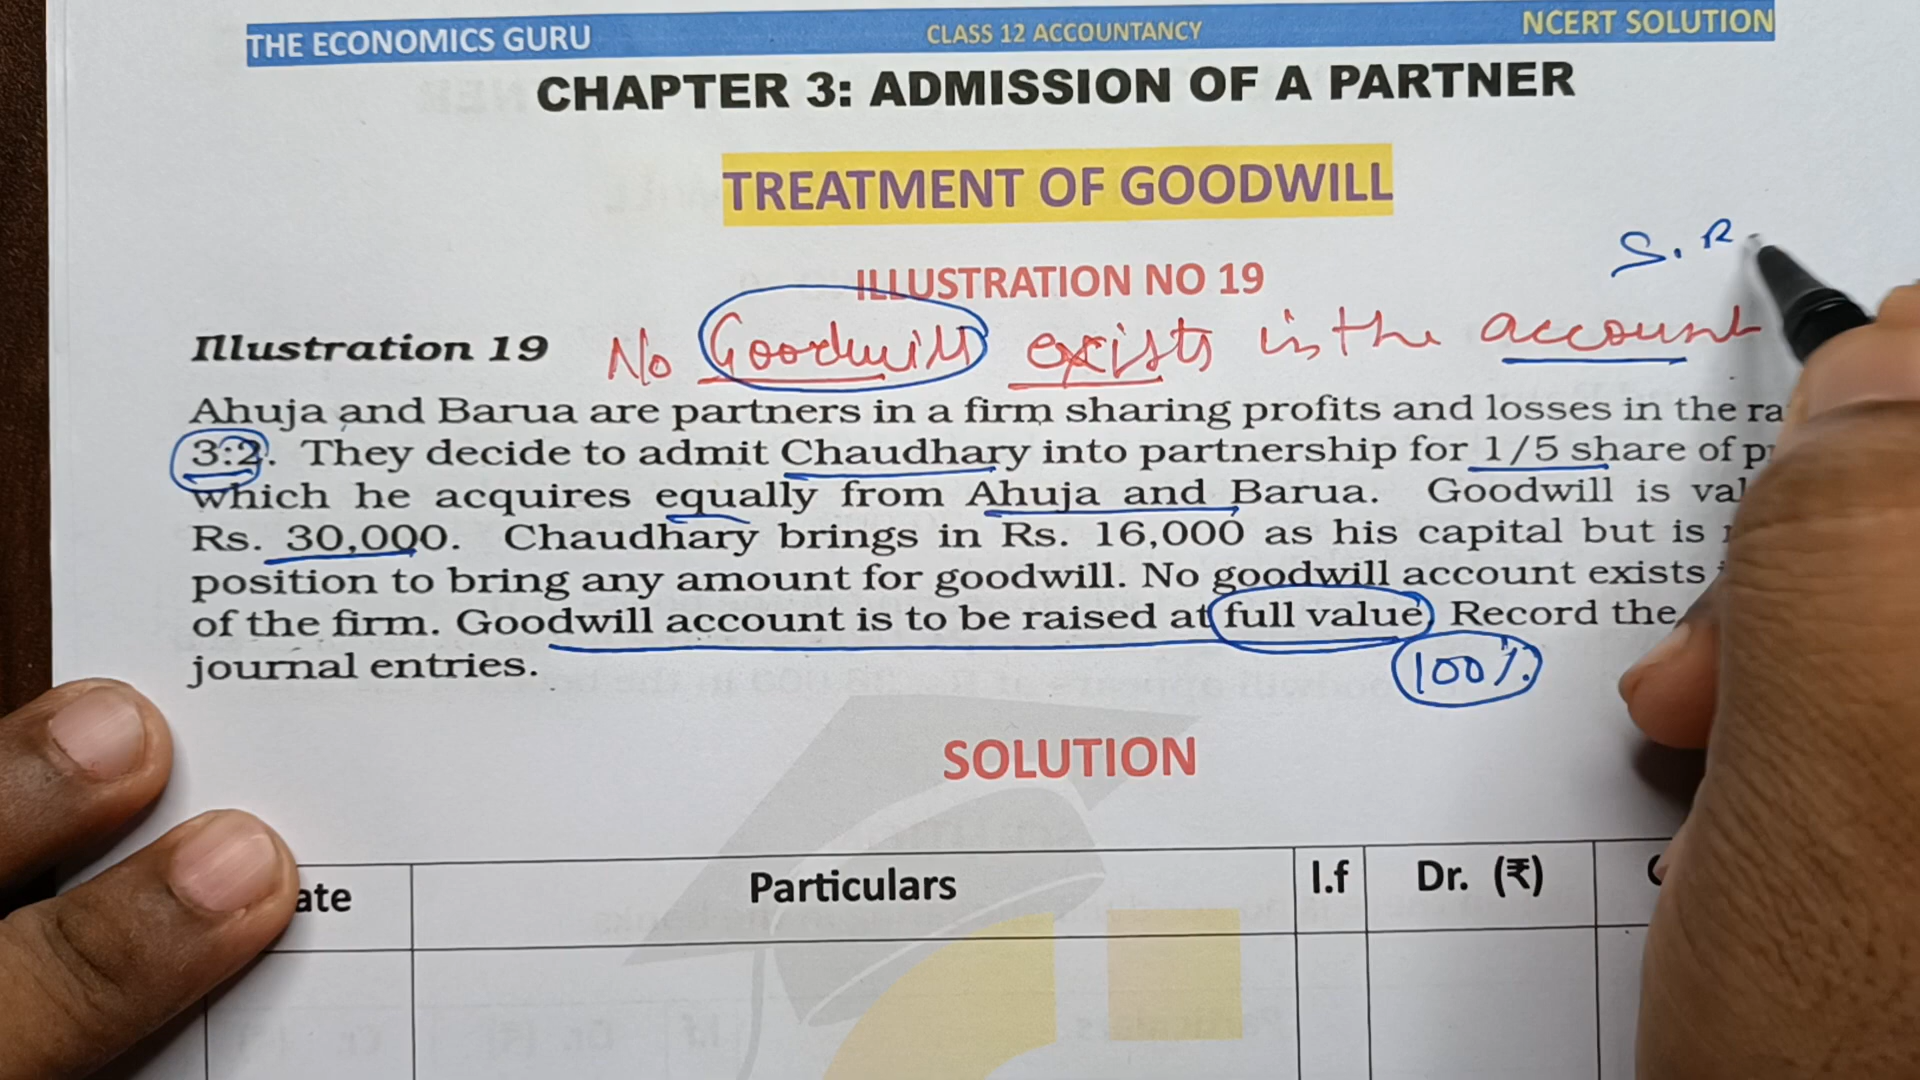 THE ECONOMICS GURU CLASS 12 ACCOUNTANCY NCERT SOLUTION
CHAPTER 3: ADMISSION OF A PARTNER
TREATMENT OF GOODWILL
S. R
ILLUSTRATION NO 19
Illustration 19 No Goodwill exists in the account
Ahuja and Barua are partners in a firm sharing profits and losses in the
3:2. They decide to admit Chaudhary into partnership for 1/5 share of
which he acquires equally from Ahuja and Barua. Goodwill is
Rs. 30,000. Chaudhary brings in Rs. 16,000 as his capital but is
position to bring any amount for goodwill. No goodwill account exists
of the firm. Goodwill account is to be raised at full value. Record the
journal entries.
100%.
SOLUTION
ate Particulars l.f Dr. (₹)